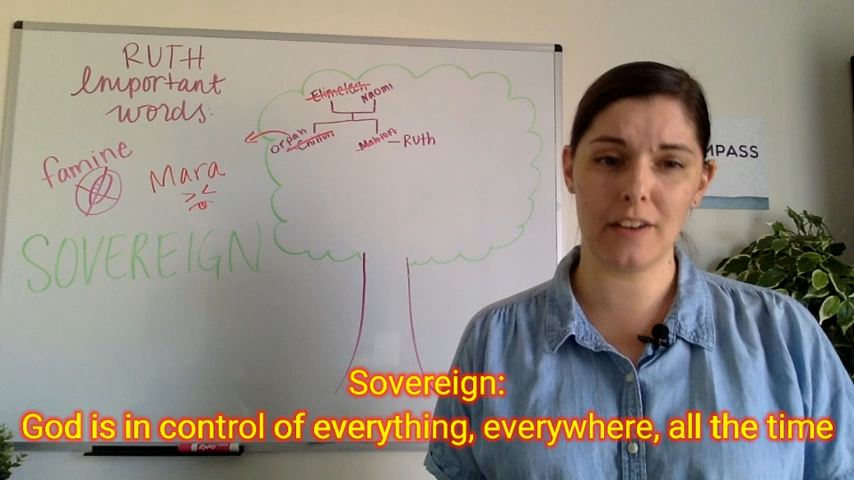 RUTH
Important
words:
famine
Mara
SOVEREIGN
Elimelech
Naomi
Orpah
Chilion
Mahlon
Ruth
MPASS
Sovereign:
God is in control of everything, everywhere, all the time